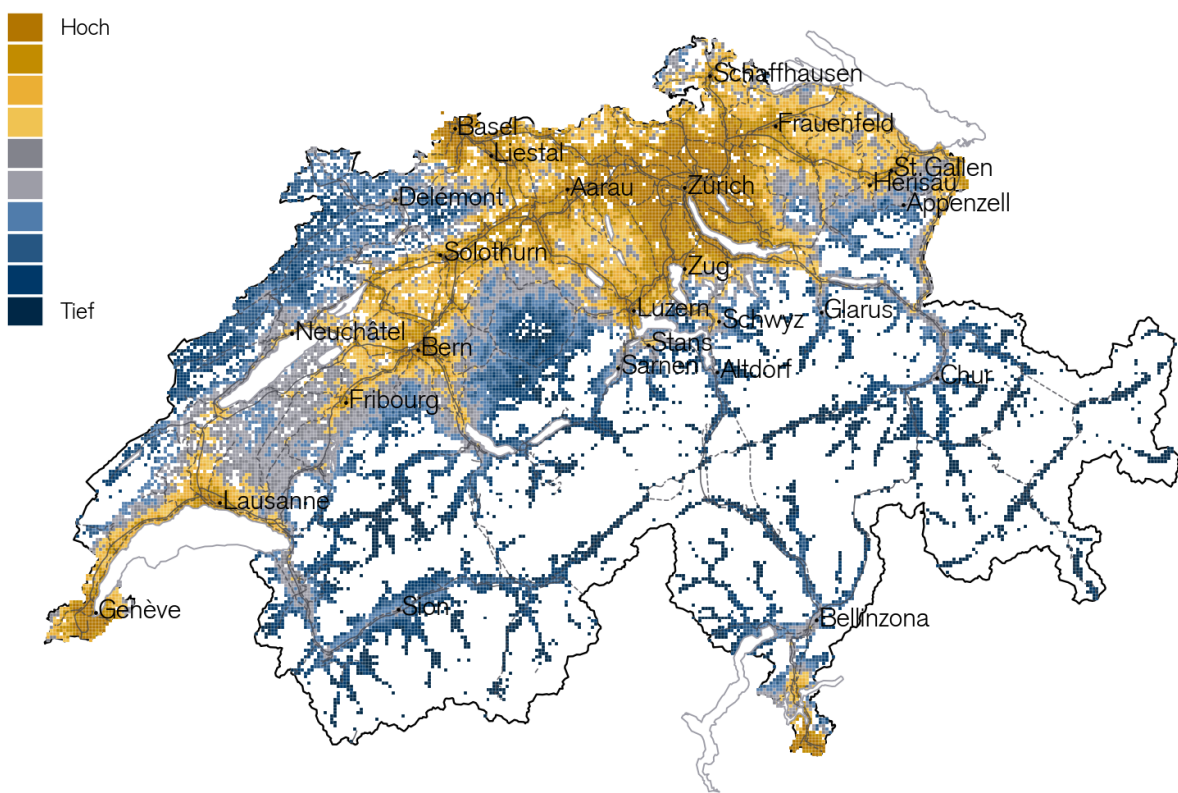 Hoch
Tief
Schaffhausen
Basel
Frauenfeld
Liestal
St.Gallen
Herisau
Aarau
Zürich
Delémont
Appenzell
Solothurn
Zug
Luzern
Glarus
Schwyz
Neuchâtel
Stans
Bern
Sarnen
Altdorf
Chur
Fribourg
Lausanne
Sion
Genève
Bellinzona